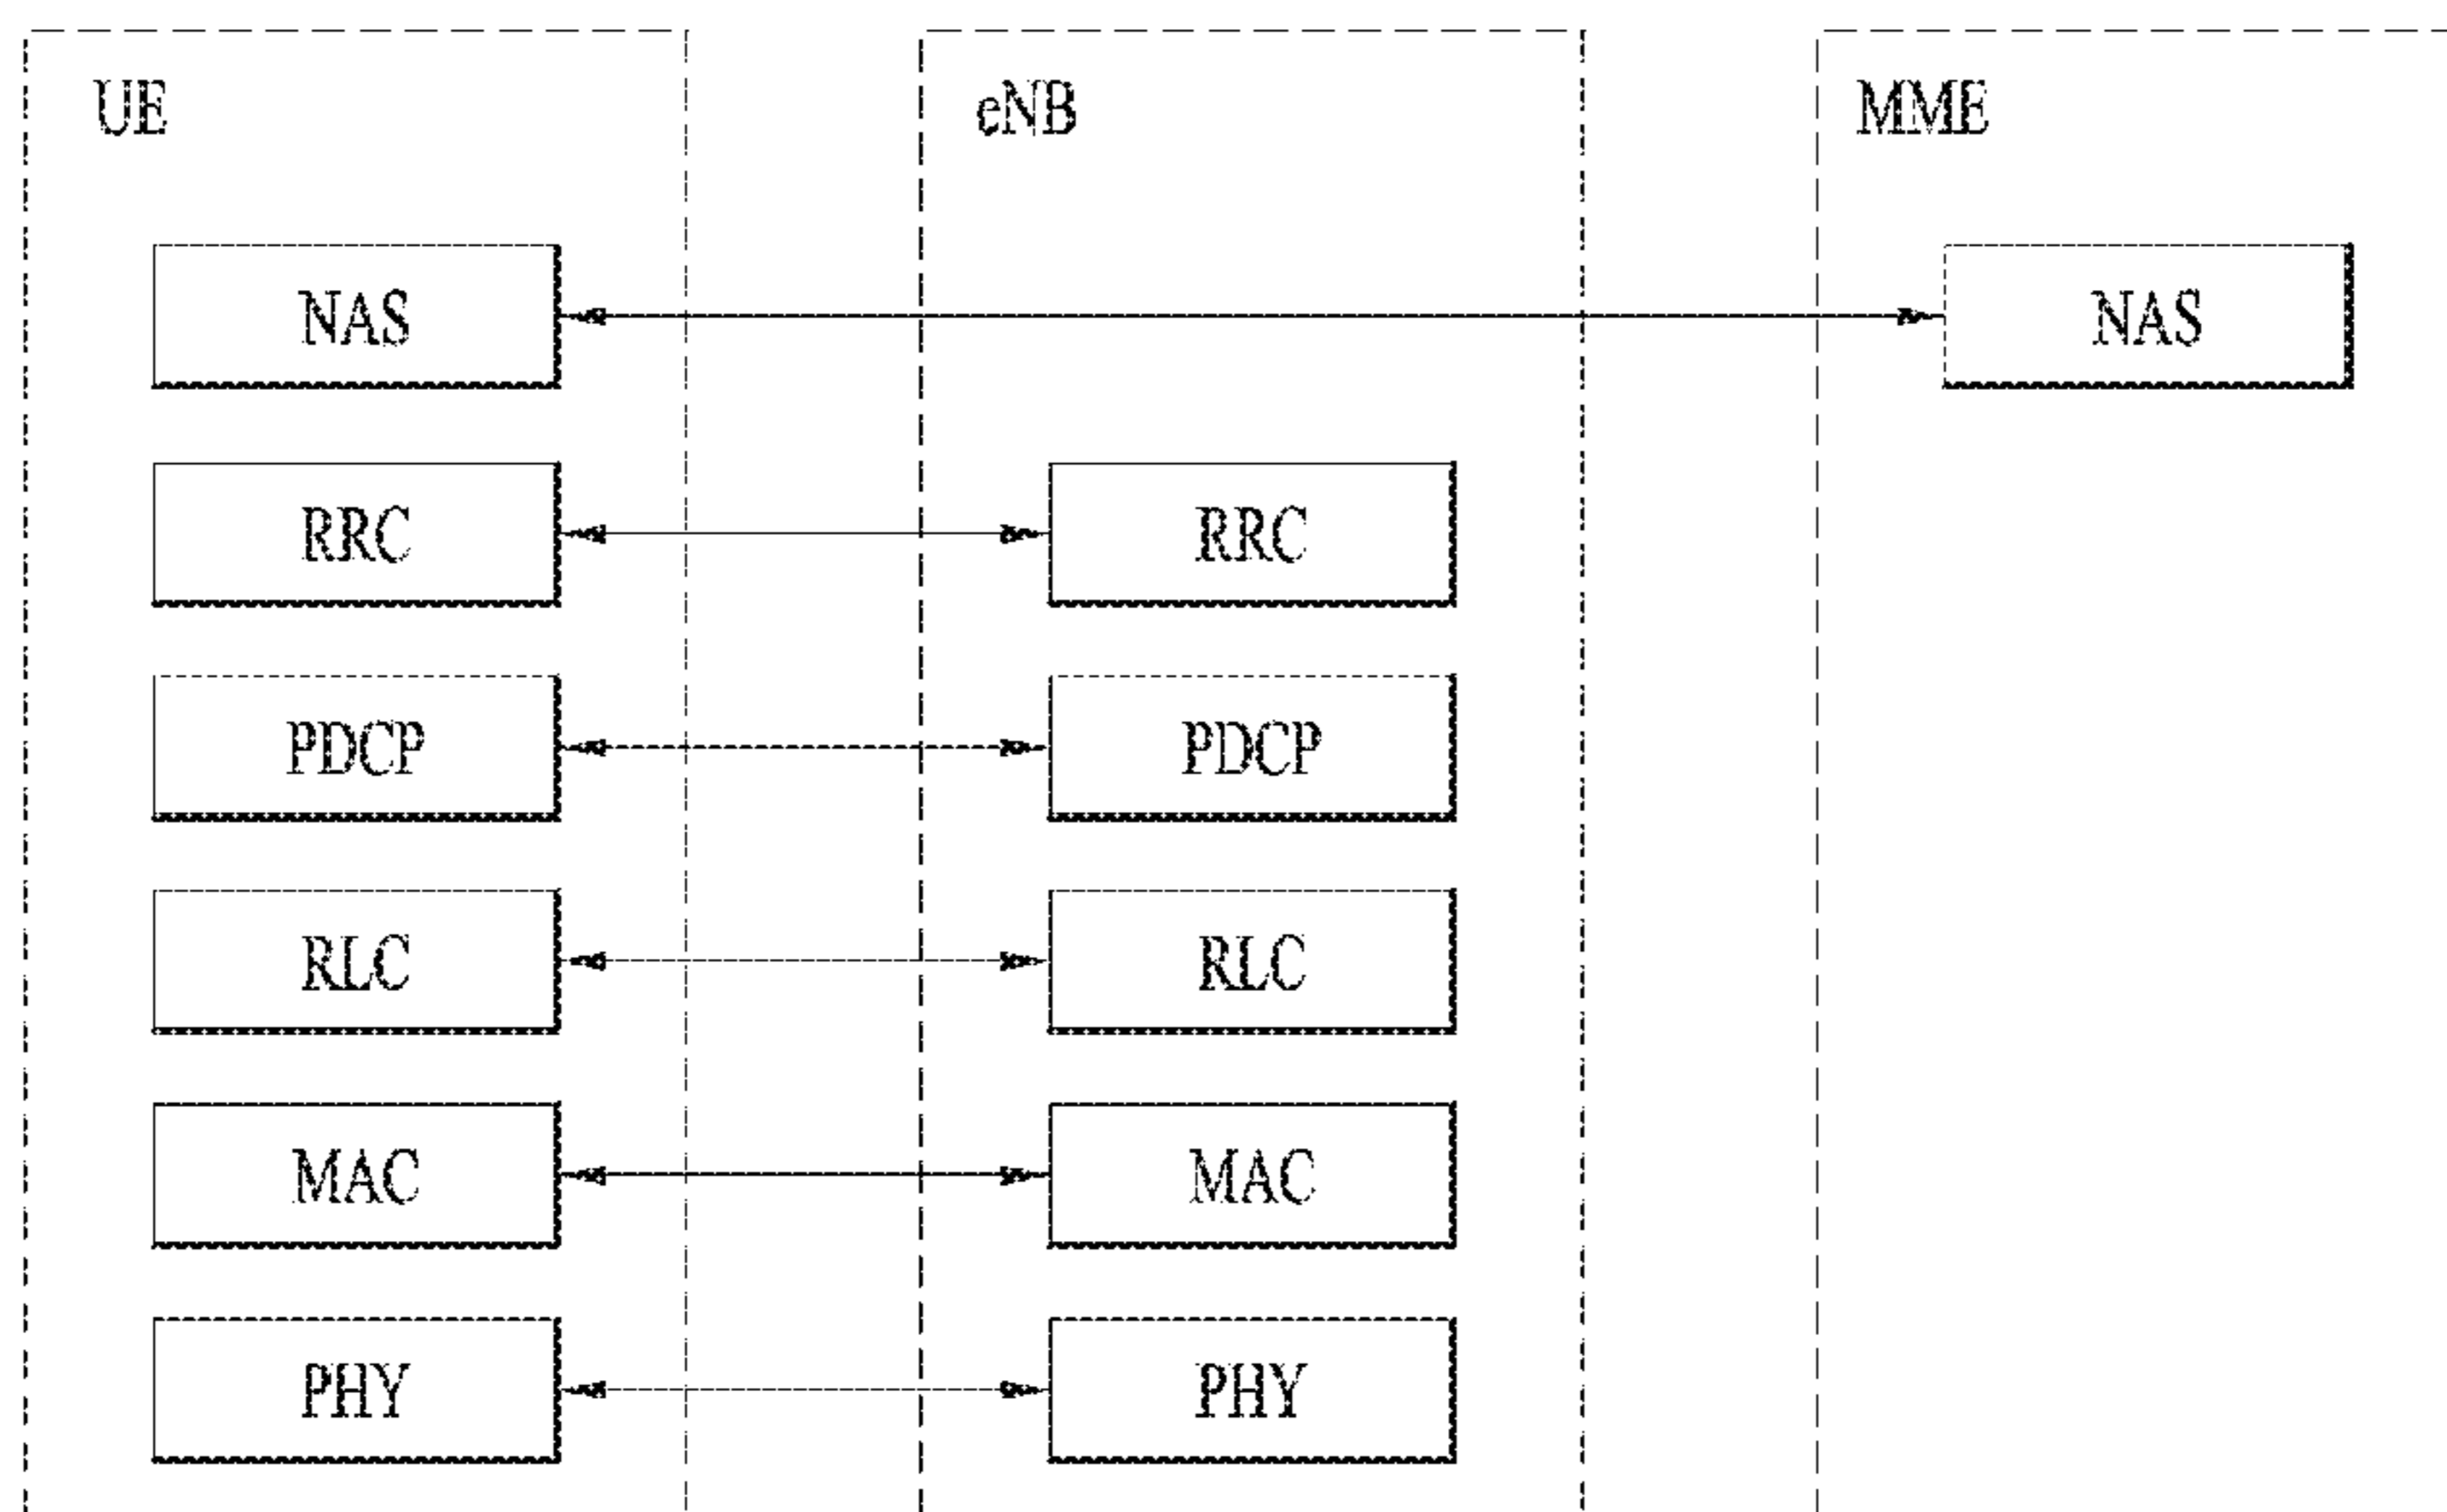 UE eNB MME
NAS NAS
RRC RRC
PDCP PDCP
RLC RLC
MAC MAC
PHY PHY